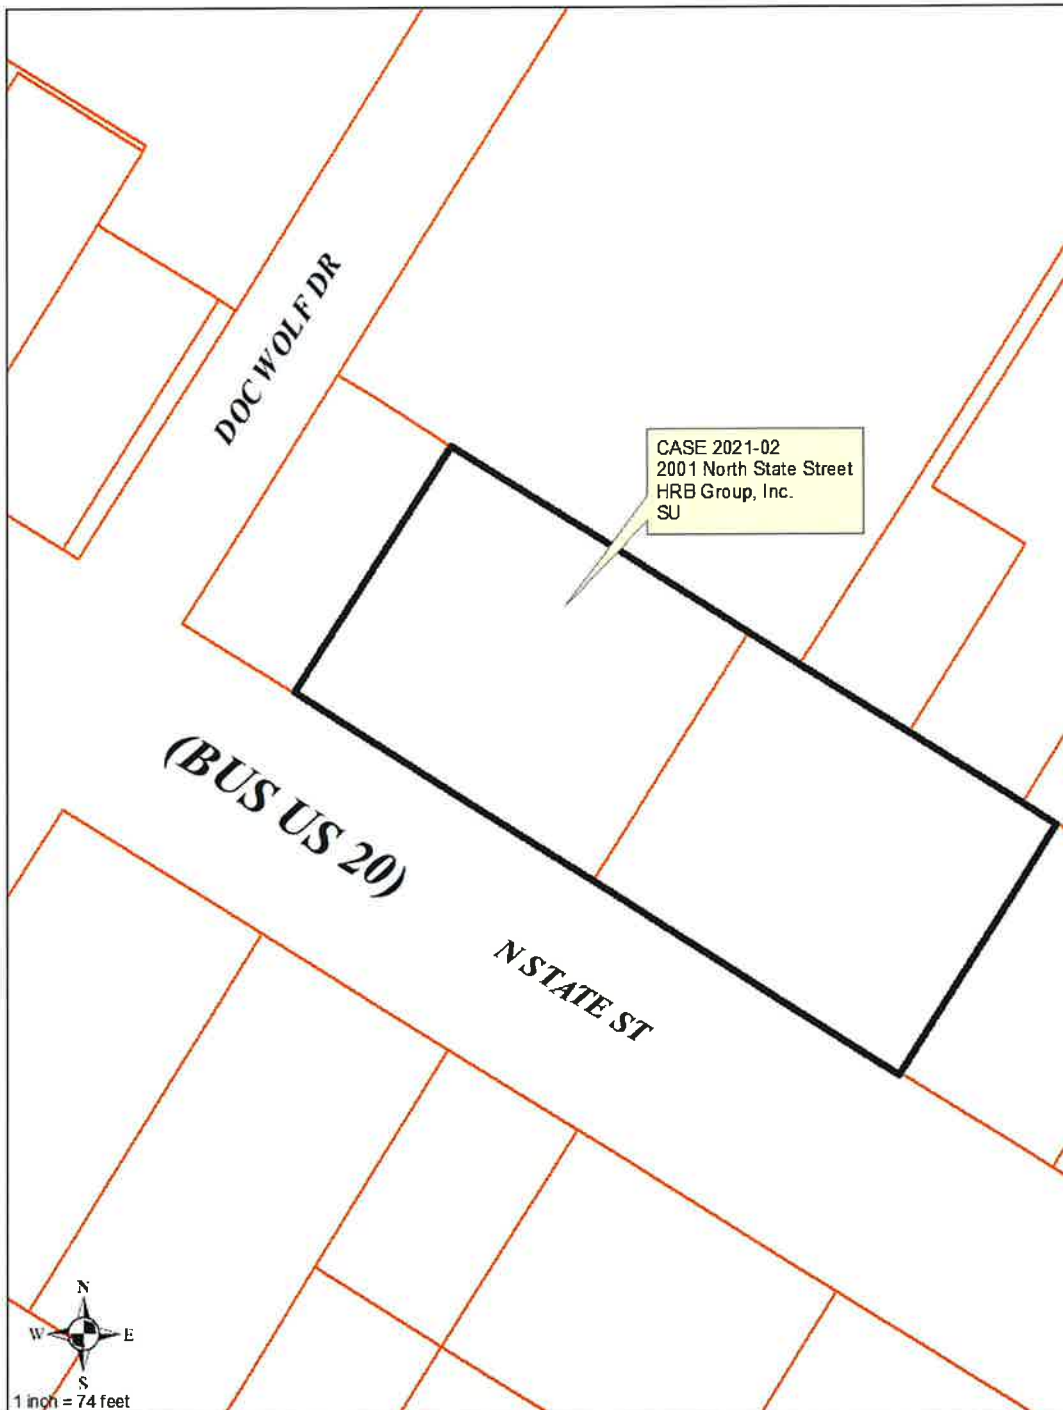 DOC WOLF DR
CASE 2021-02
2001 North State Street
HRB Group, Inc.
SU
(BUS US 20)
N STATE ST
N
W
E
S
1 inch = 74 feet